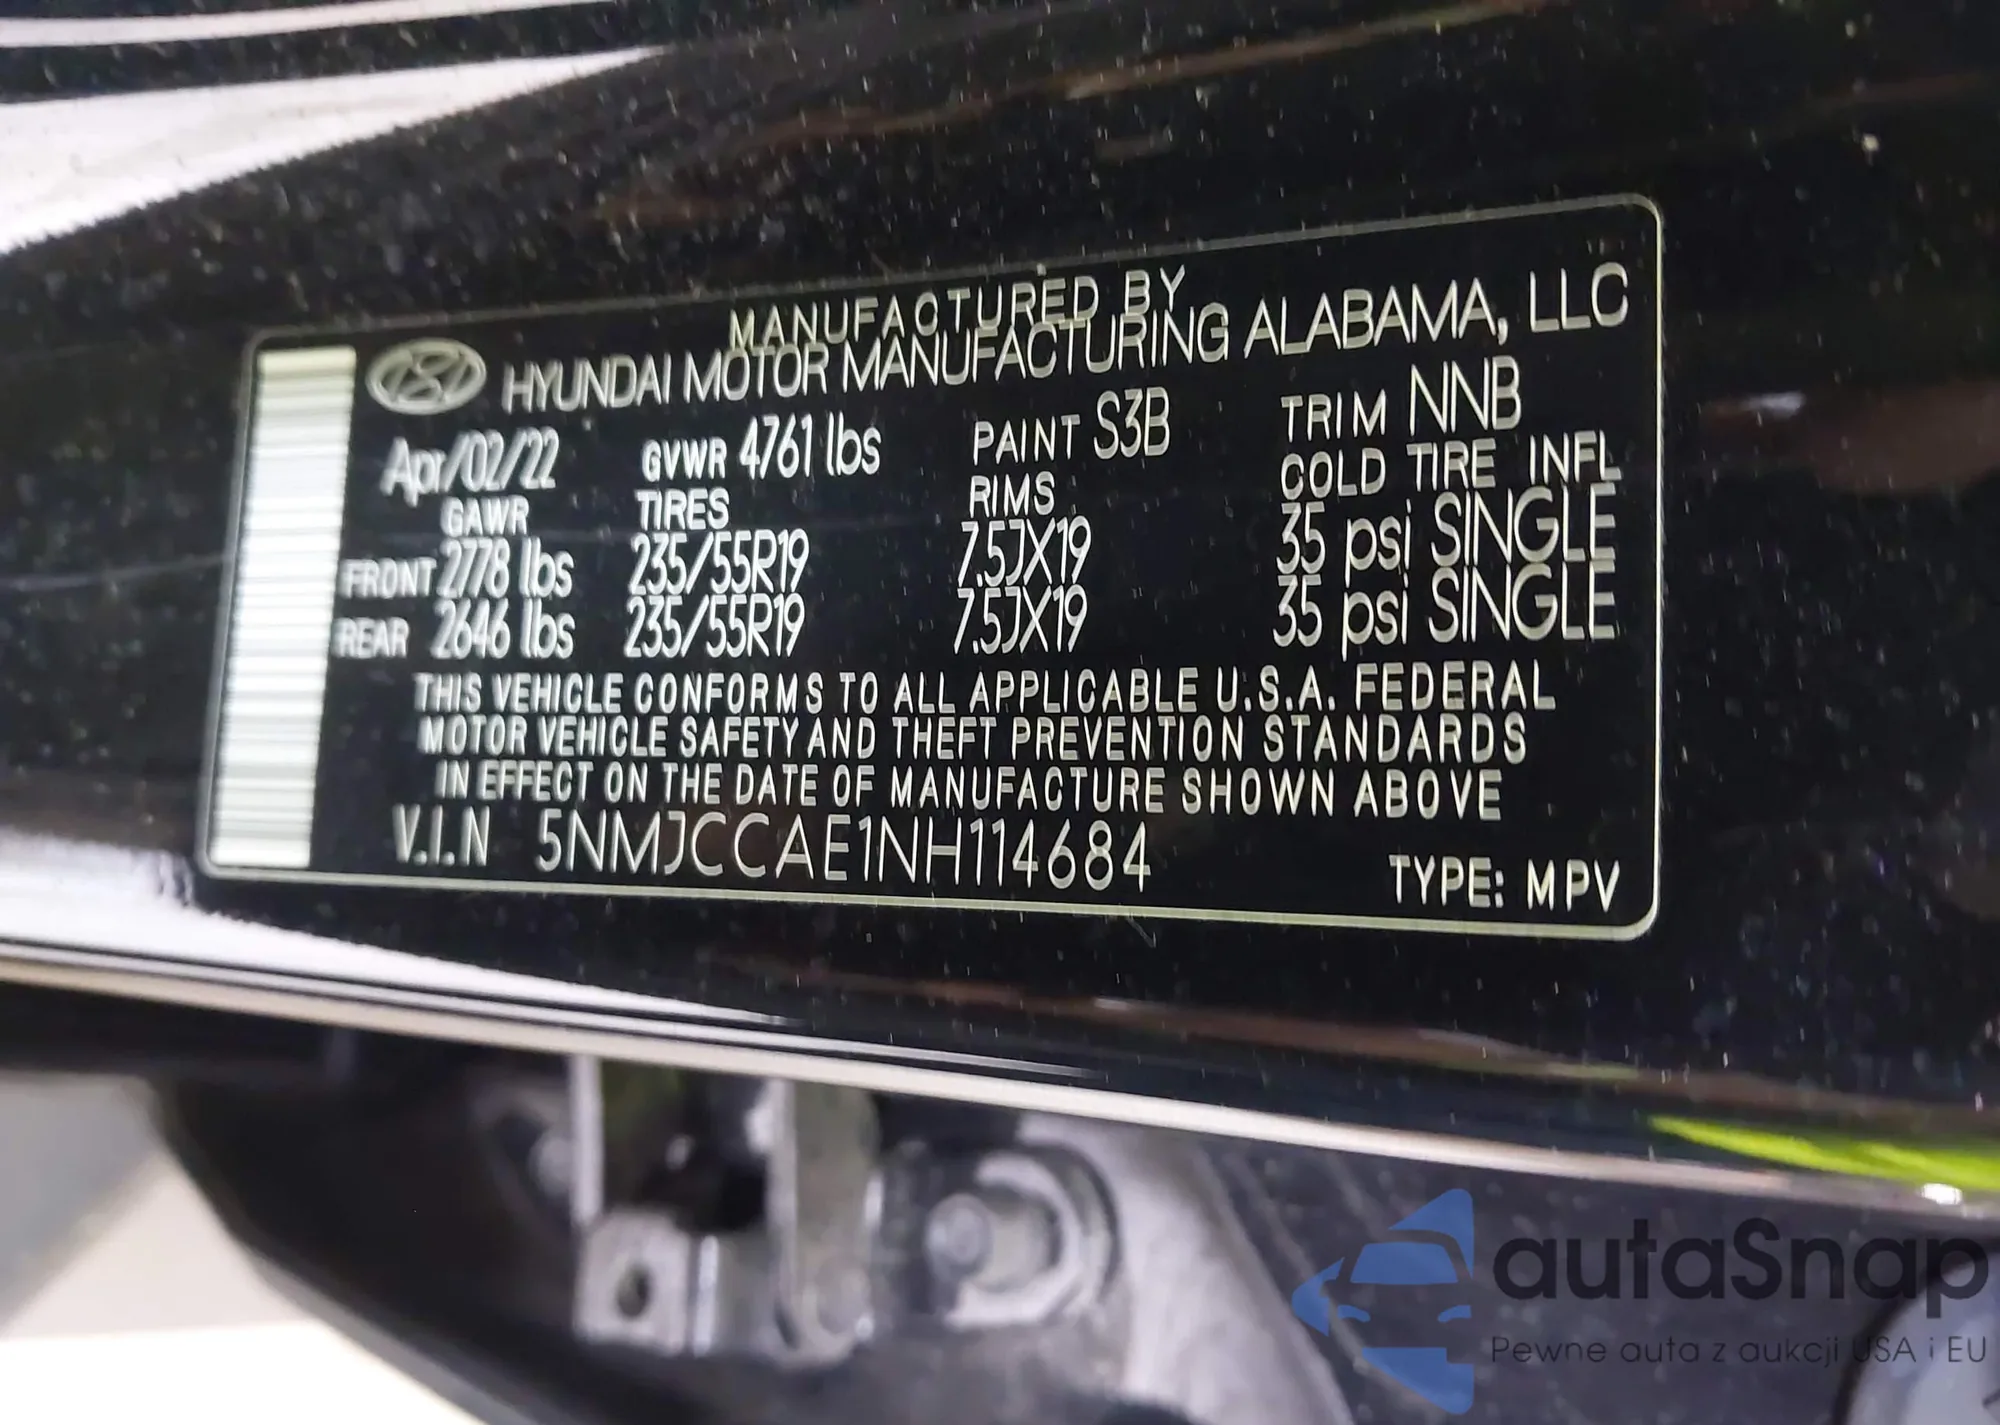 MANUFACTURED BY
HYUNDAI MOTOR MANUFACTURING ALABAMA, LLC
Apr/02/22 GVWR 4761 lbs PAINT S3B TRIM NNB
GAWR TIRES RIMS COLD TIRE INFL
FRONT 2778 lbs 235/55R19 7.5JX19 35 psi SINGLE
REAR 2646 lbs 235/55R19 7.5JX19 35 psi SINGLE
THIS VEHICLE CONFORMS TO ALL APPLICABLE U.S.A. FEDERAL
MOTOR VEHICLE SAFETY AND THEFT PREVENTION STANDARDS
IN EFFECT ON THE DATE OF MANUFACTURE SHOWN ABOVE
V.I.N 5NMJCCAE1NH114684 TYPE: MPV
autaSnap
Pewne auta z aukcji USA i EU